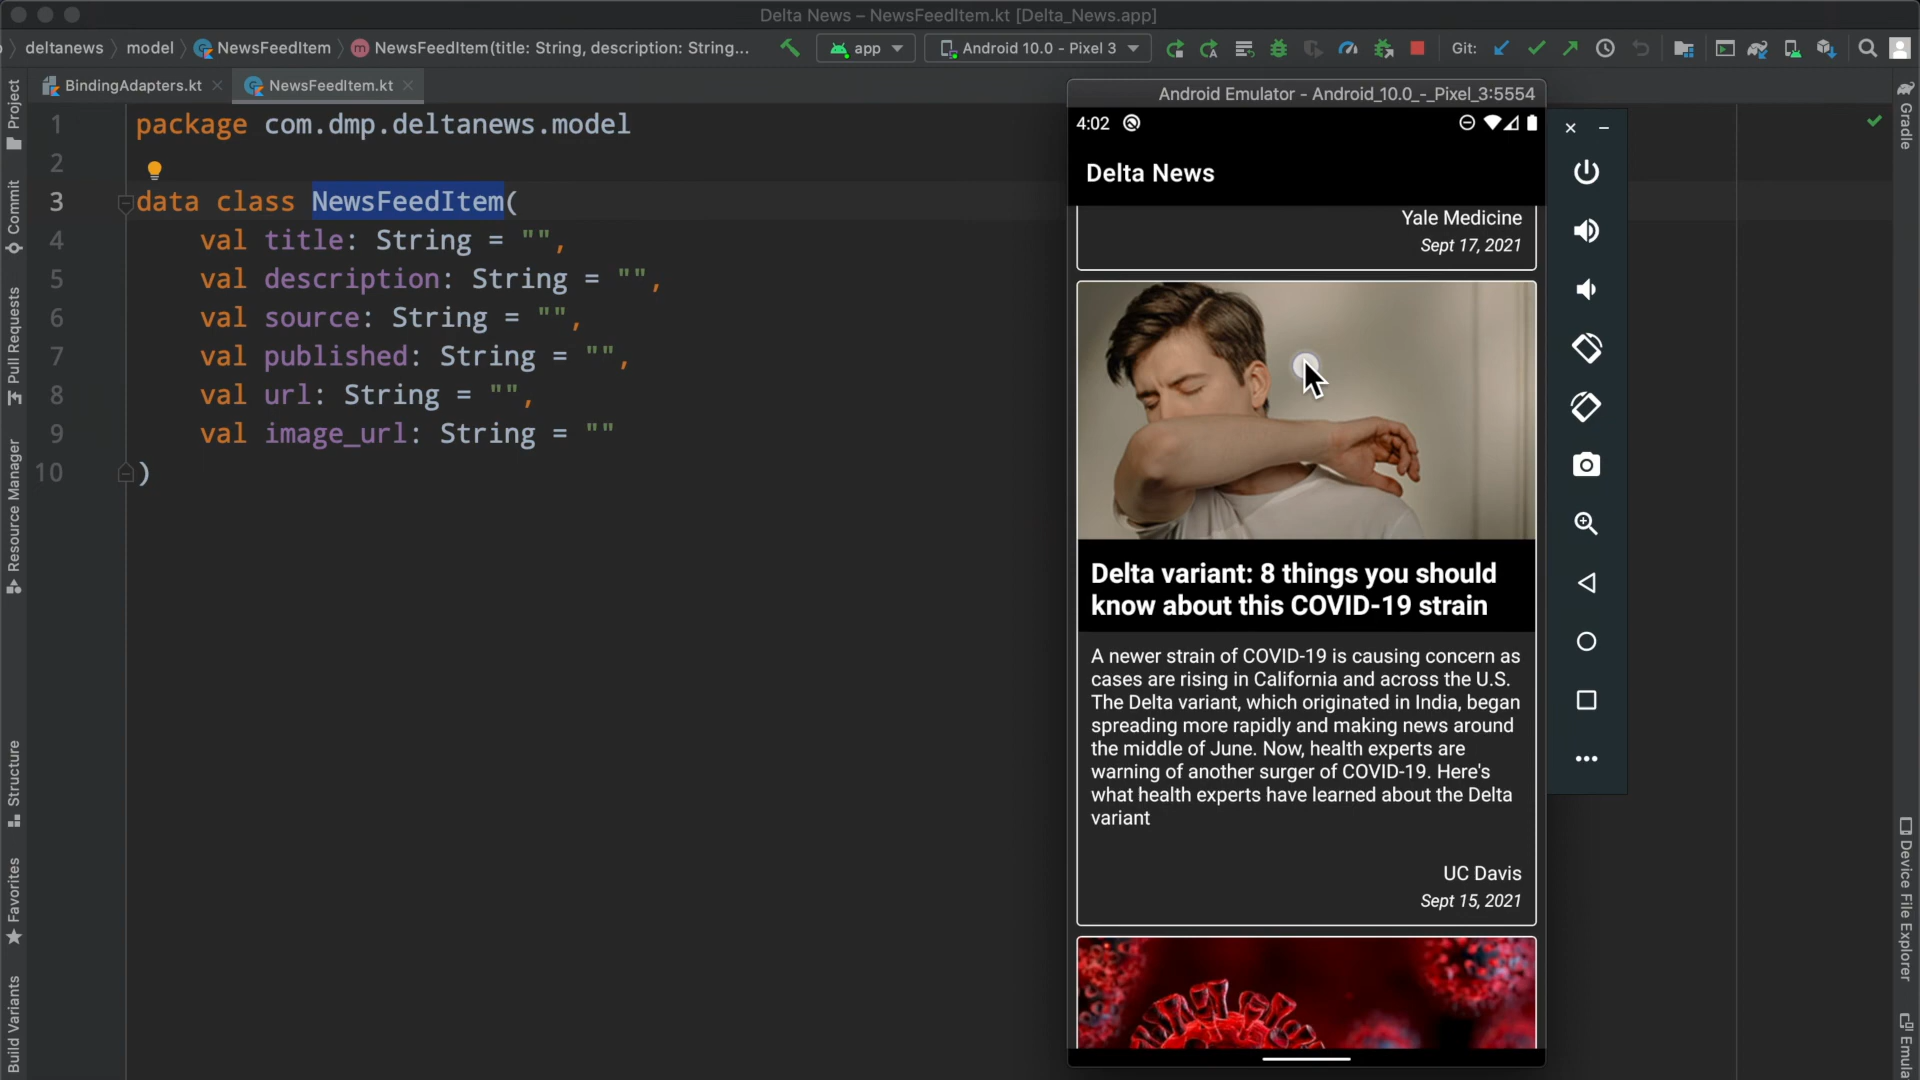 Delta News – NewsFeedItem.kt [Delta_News.app]
deltanews model NewsFeedItem NewsFeedItem(title: String, description: String... app Android 10.0 - Pixel 3 Git:
BindingAdapters.kt NewsFeedItem.kt
Project
Commit
Pull Requests
Resource Manager
Structure
Favorites
Build Variants
1 package com.dmp.deltanews.model
2
3 data class NewsFeedItem(
4 val title: String = "",
5 val description: String = "",
6 val source: String = "",
7 val published: String = "",
8 val url: String = "",
9 val image_url: String = ""
10 )
Android Emulator - Android_10.0_-_Pixel_3:5554
4:02
Delta News
Yale Medicine
Sept 17, 2021
Delta variant: 8 things you should
know about this COVID-19 strain
A newer strain of COVID-19 is causing concern as
cases are rising in California and across the U.S.
The Delta variant, which originated in India, began
spreading more rapidly and making news around
the middle of June. Now, health experts are
warning of another surger of COVID-19. Here's
what health experts have learned about the Delta
variant
UC Davis
Sept 15, 2021
Gradle
Device File Explorer
Emula